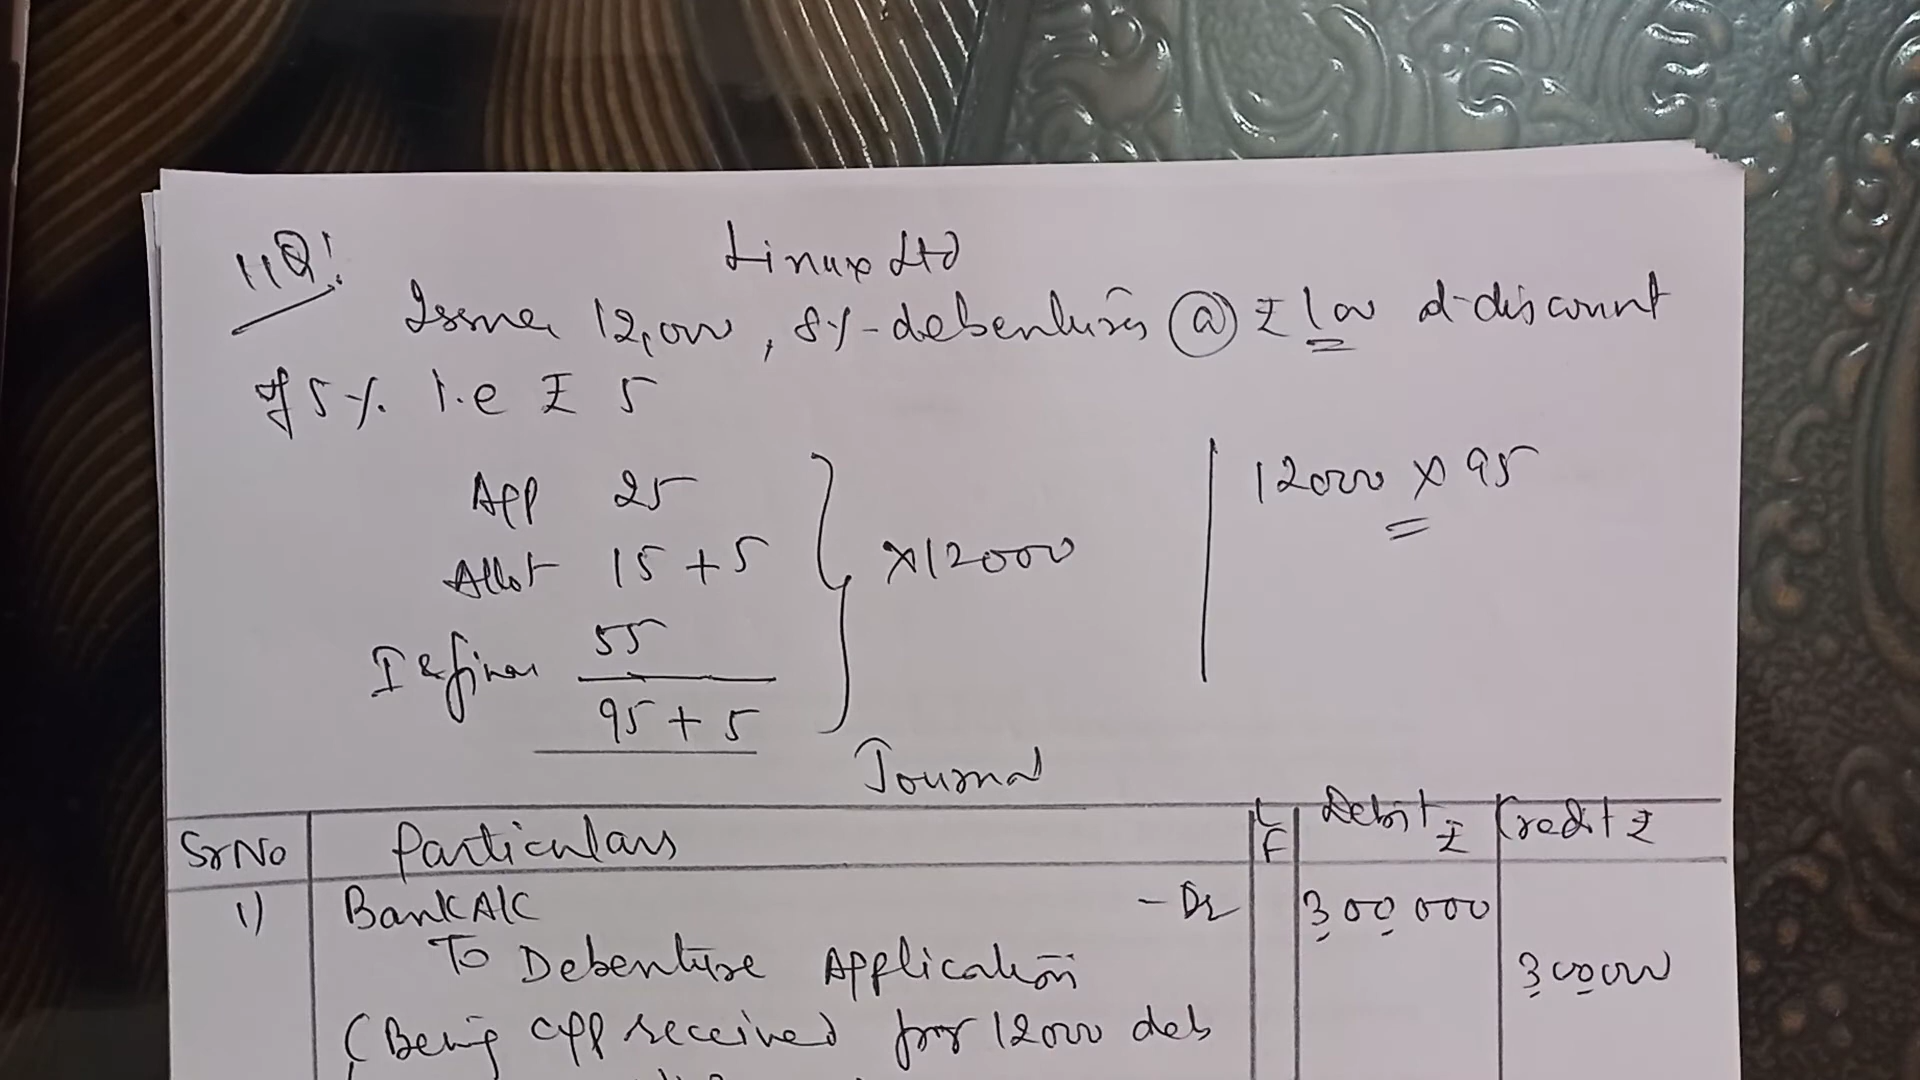 11Q! Linux Ltd
Issue 12,000, 8%-debentures @ ₹ 100 at discount
of 5%. i.e ₹ 5
App 25
Allot 15 + 5
I & final 55
95 + 5
×12000
12000 × 95
Journal
Sr No Particulars LF Debit ₹ Credit ₹
1) Bank A/C - Dr 300000
To Debenture Application 300000
(Being app received for 12000 deb